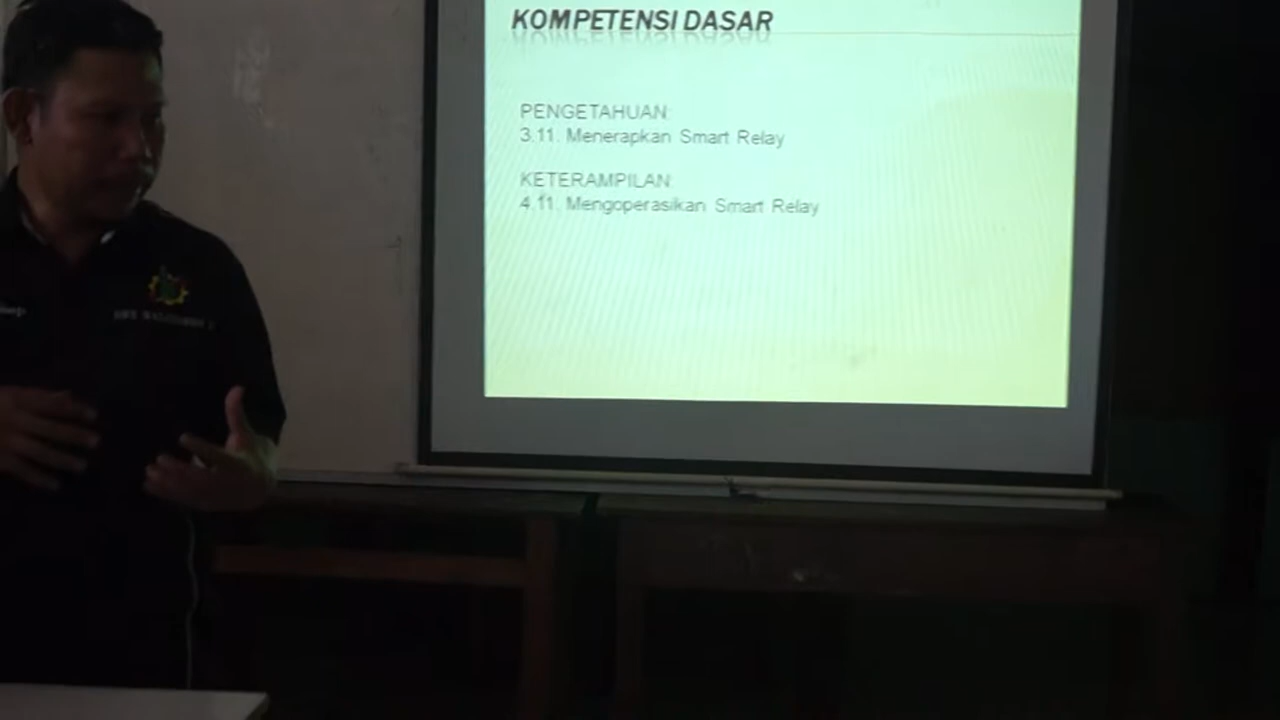 KOMPETENSI DASAR
PENGETAHUAN:
3.11. Menerapkan Smart Relay
KETERAMPILAN:
4.11. Mengoperasikan Smart Relay